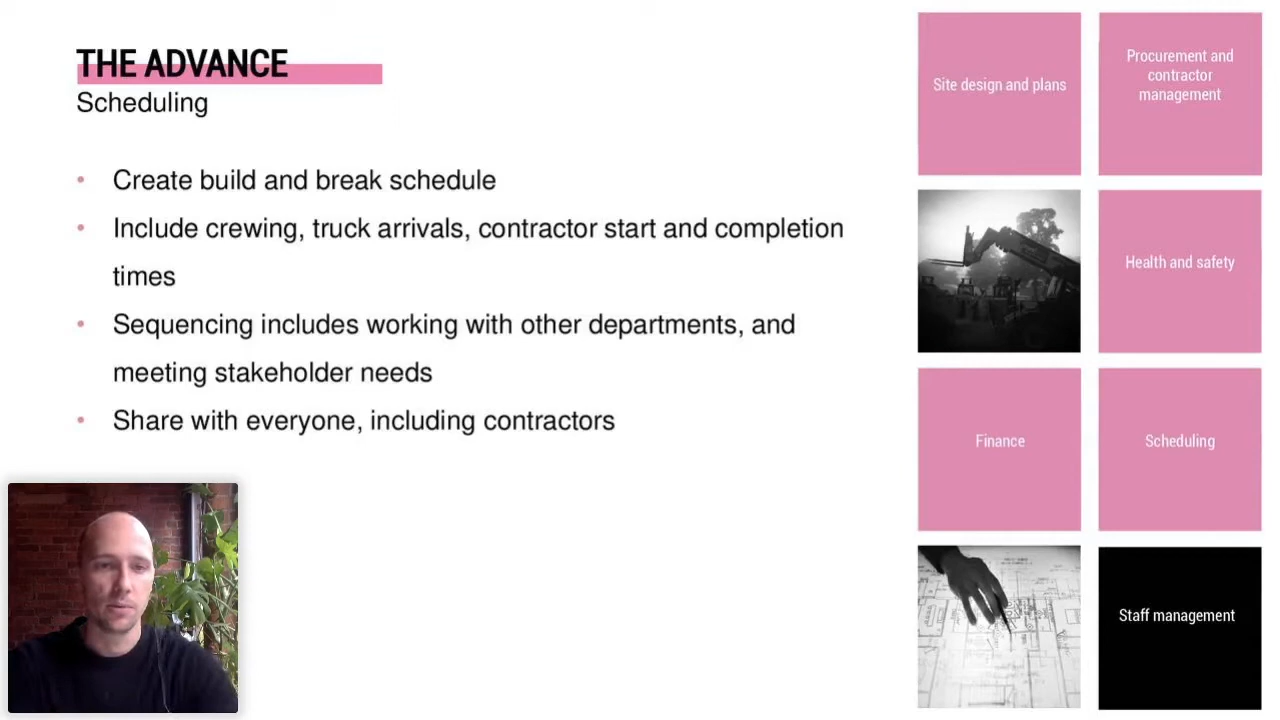 THE ADVANCE
Scheduling
• Create build and break schedule
• Include crewing, truck arrivals, contractor start and completion
times
• Sequencing includes working with other departments, and
meeting stakeholder needs
• Share with everyone, including contractors
Site design and plans
Procurement and
contractor
management
Health and safety
Finance
Scheduling
Staff management